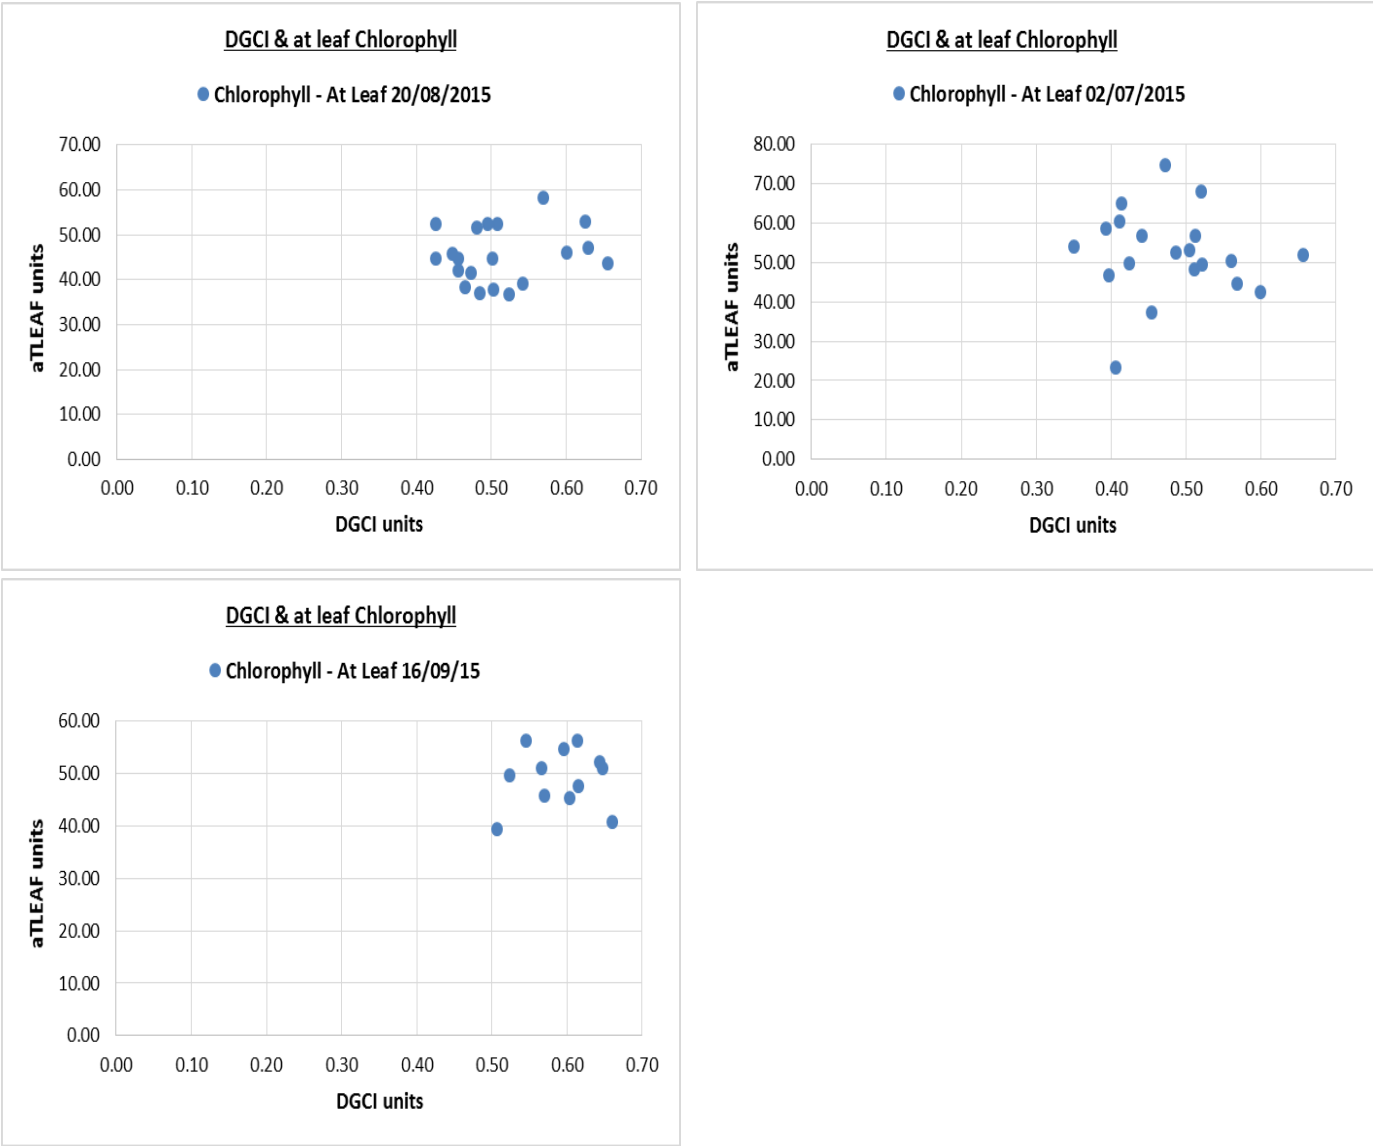 DGCI & at leaf Chlorophyll
Chlorophyll - At Leaf 20/08/2015
70.00
60.00
50.00
40.00
30.00
20.00
10.00
0.00
aTLEAF units
0.00 0.10 0.20 0.30 0.40 0.50 0.60 0.70
DGCI units
DGCI & at leaf Chlorophyll
Chlorophyll - At Leaf 02/07/2015
80.00
70.00
60.00
50.00
40.00
30.00
20.00
10.00
0.00
aTLEAF units
0.00 0.10 0.20 0.30 0.40 0.50 0.60 0.70
DGCI units
DGCI & at leaf Chlorophyll
Chlorophyll - At Leaf 16/09/15
60.00
50.00
40.00
30.00
20.00
10.00
0.00
aTLEAF units
0.00 0.10 0.20 0.30 0.40 0.50 0.60 0.70
DGCI units